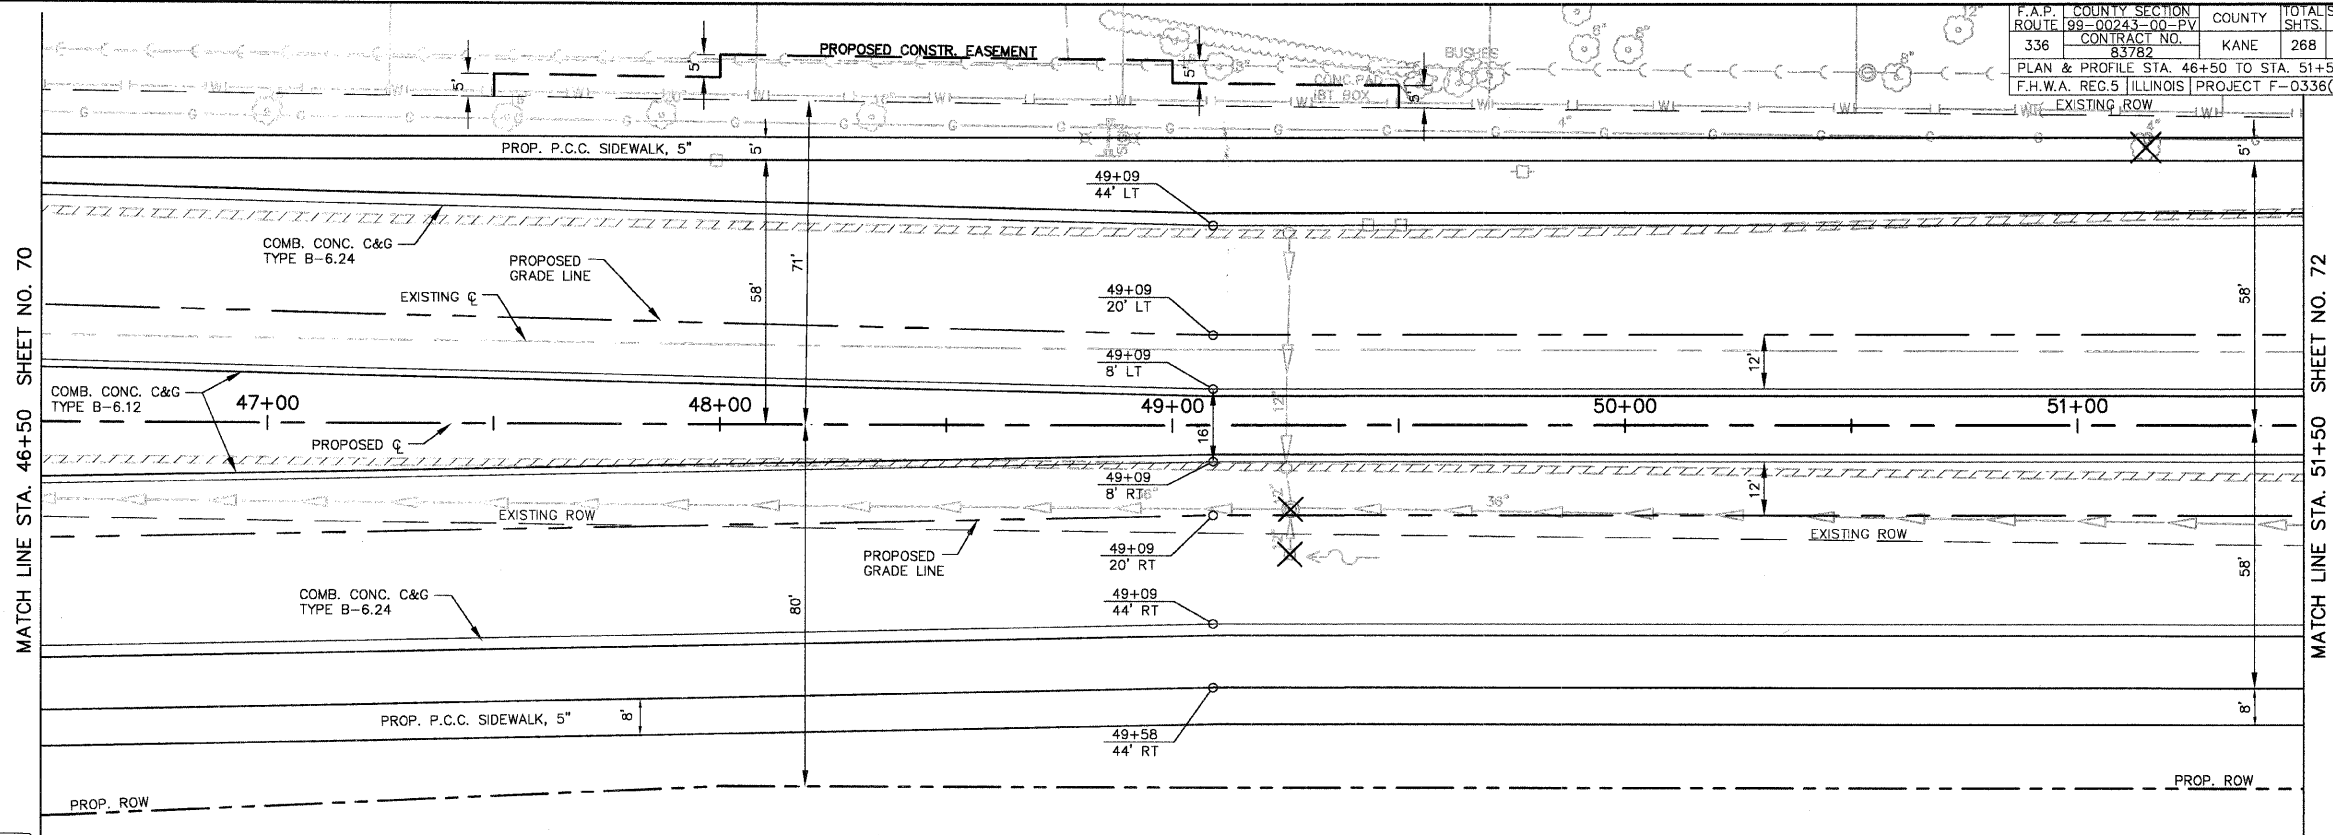 F.A.P. ROUTE
COUNTY SECTION
99-00243-00-PV
COUNTY
TOTAL SHTS.
336
CONTRACT NO.
83782
KANE
268
PLAN & PROFILE STA. 46+50 TO STA. 51+5
F.H.W.A. REG.5
ILLINOIS
PROJECT F-0336(
PROPOSED CONSTR. EASEMENT
BUSHES
CONC.PAD
IBT BOX
EXISTING ROW
5'
5'
5'
5'
12"
6"
8"
4"
4"
PROP. P.C.C. SIDEWALK, 5"
5'
5'
49+09
44' LT
COMB. CONC. C&G
TYPE B-6.24
PROPOSED
GRADE LINE
EXISTING ℄
71'
58'
58'
49+09
20' LT
49+09
8' LT
12'
12"
COMB. CONC. C&G
TYPE B-6.12
47+00
48+00
49+00
50+00
51+00
PROPOSED ℄
16'
49+09
8' RT
12'
36"
EXISTING ROW
EXISTING ROW
PROPOSED
GRADE LINE
49+09
20' RT
58'
COMB. CONC. C&G
TYPE B-6.24
80'
49+09
44' RT
PROP. P.C.C. SIDEWALK, 5"
8'
8'
49+58
44' RT
PROP. ROW
PROP. ROW
MATCH LINE STA. 46+50 SHEET NO. 70
MATCH LINE STA. 51+50 SHEET NO. 72